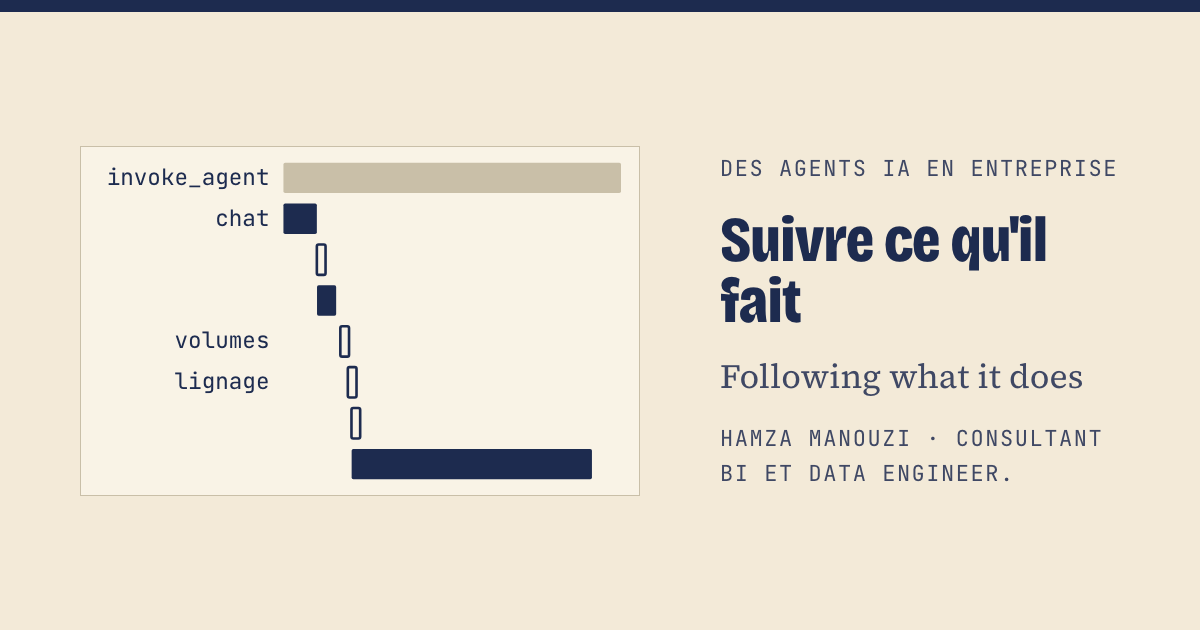 invoke_agent
chat
volumes
lignage
DES AGENTS IA EN ENTREPRISE
Suivre ce qu'il
fait
Following what it does
HAMZA MANOUZI · CONSULTANT
BI ET DATA ENGINEER.